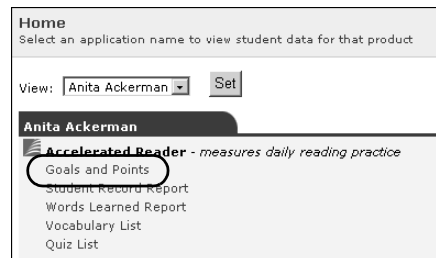 Home
Select an application name to view student data for that product
View: Anita Ackerman Set
Anita Ackerman
Accelerated Reader - measures daily reading practice
Goals and Points
Student Record Report
Words Learned Report
Vocabulary List
Quiz List